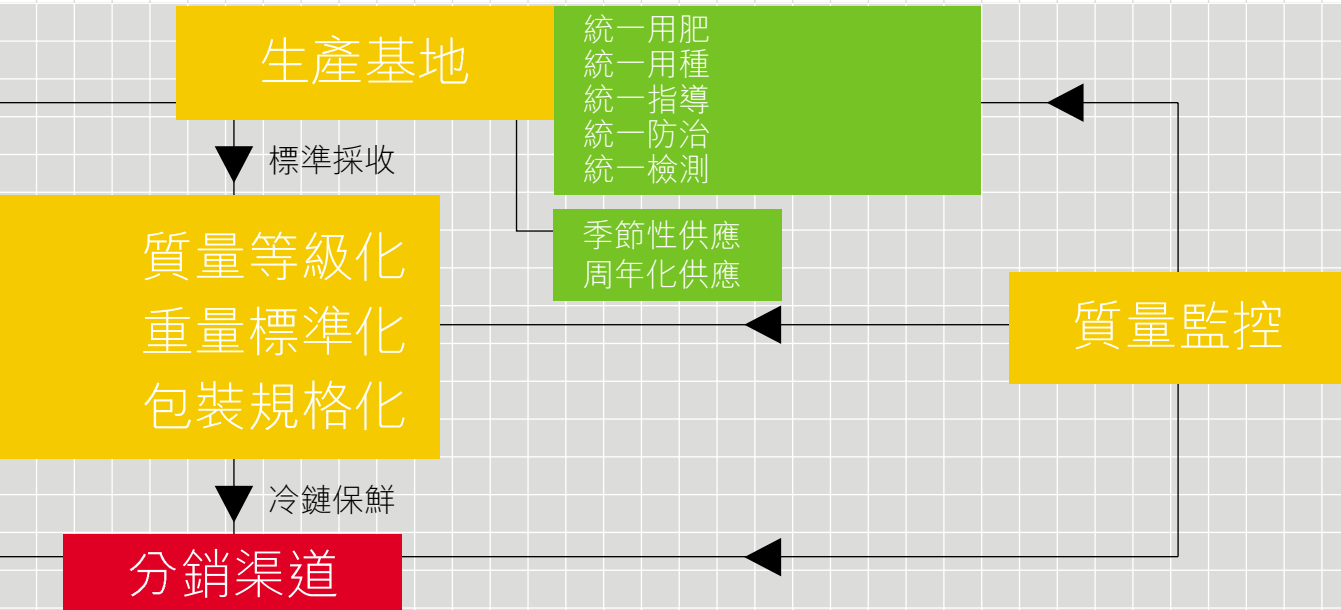 生產基地
統一用肥
統一用種
統一指導
統一防治
統一檢測
標準採收
季節性供應
周年化供應
質量等級化
重量標準化
包裝規格化
質量監控
冷鏈保鮮
分銷渠道